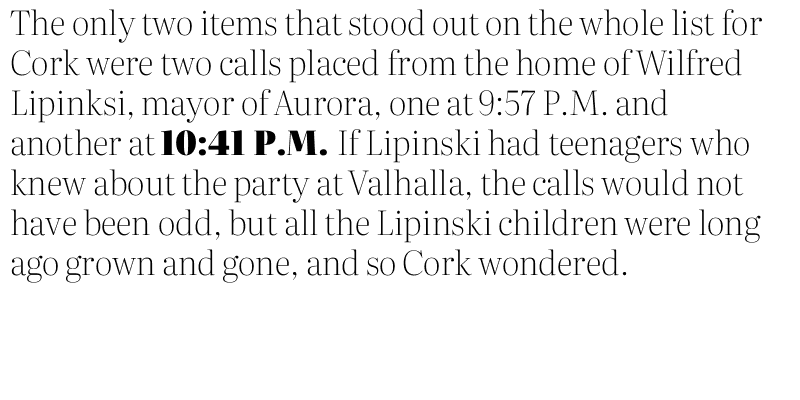 The only two items that stood out on the whole list for
Cork were two calls placed from the home of Wilfred
Lipinksi, mayor of Aurora, one at 9:57 P.M. and
another at 10:41 P.M. If Lipinski had teenagers who
knew about the party at Valhalla, the calls would not
have been odd, but all the Lipinski children were long
ago grown and gone, and so Cork wondered.